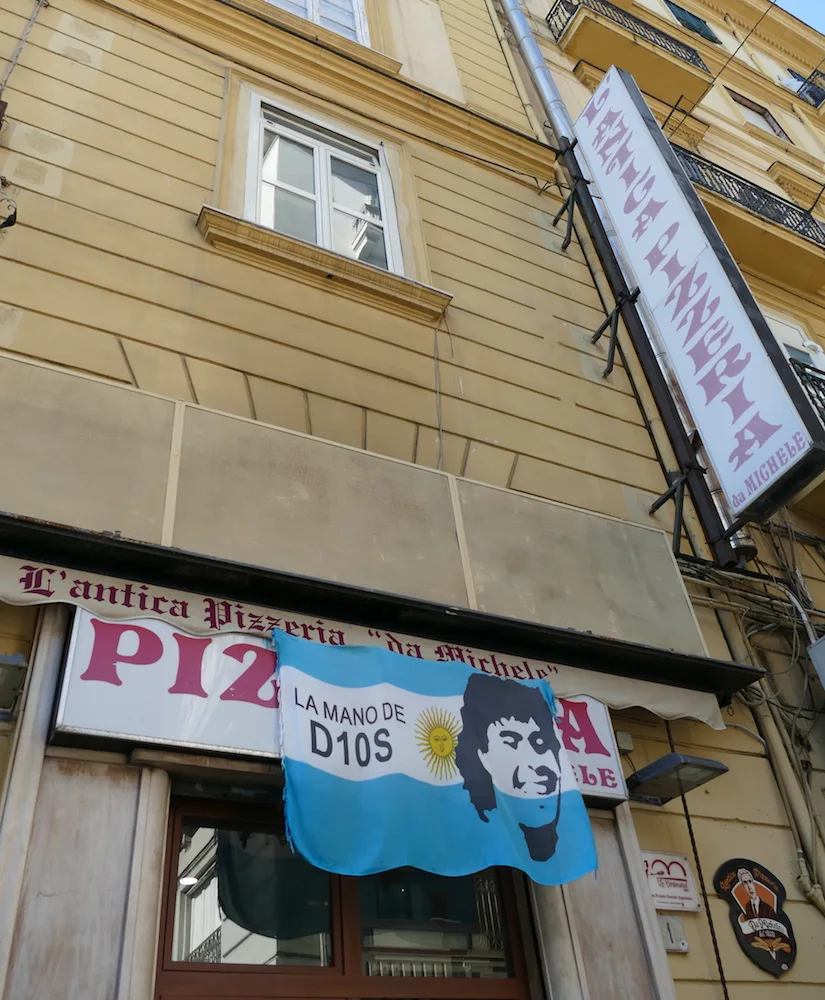 L'ANTICA PIZZERIA
da MICHELE
L'antica Pizzeria "da Michele"
PIZ A
LE
LA MANO DE
D10S